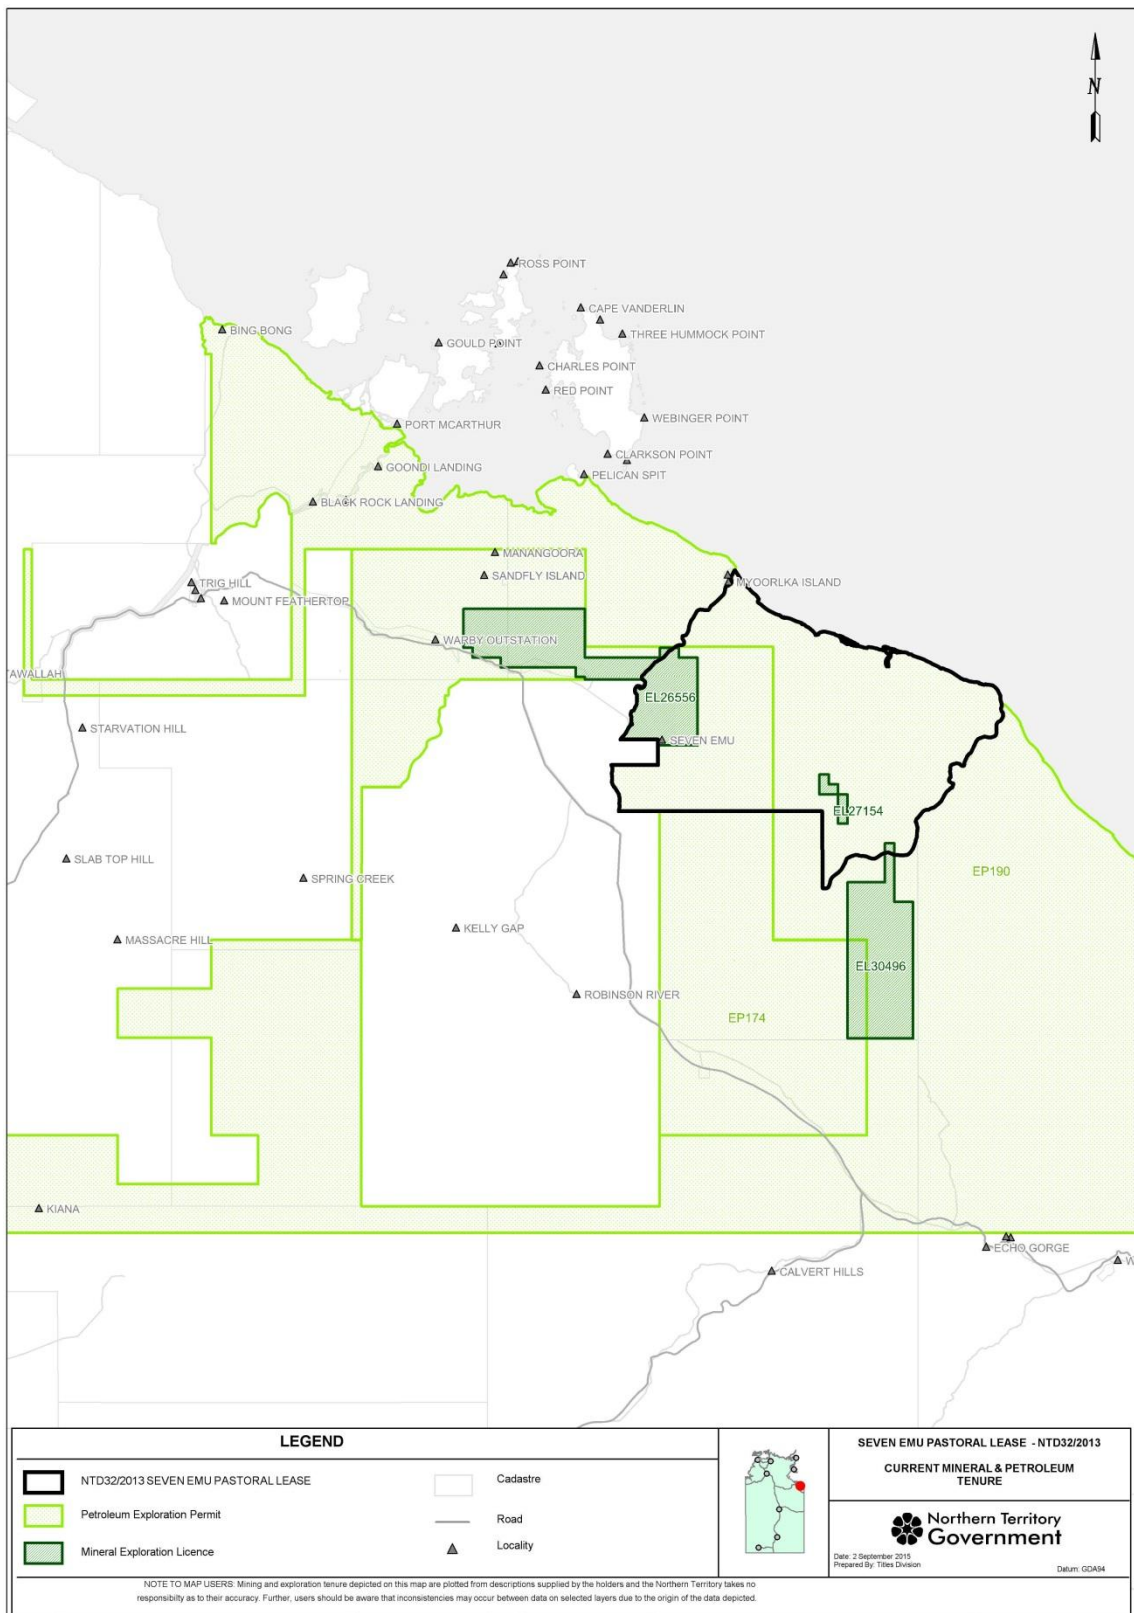 N
ROSS POINT
CAPE VANDERLIN
BING BONG
THREE HUMMOCK POINT
GOULD POINT
CHARLES POINT
RED POINT
WEBINGER POINT
PORT MCARTHUR
CLARKSON POINT
GOONDI LANDING
PELICAN SPIT
BLACK ROCK LANDING
MANANGOORA
SANDFLY ISLAND
MYOORLKA ISLAND
TRIG HILL
MOUNT FEATHERTOP
WARBY OUTSTATION
TAWALLAH
EL26556
STARVATION HILL
SEVEN EMU
EL27154
SLAB TOP HILL
EP190
SPRING CREEK
KELLY GAP
MASSACRE HILL
EL30496
ROBINSON RIVER
EP174
KIANA
ECHO GORGE
W
CALVERT HILLS
LEGEND
NTD32/2013 SEVEN EMU PASTORAL LEASE
Petroleum Exploration Permit
Mineral Exploration Licence
Cadastre
Road
Locality
SEVEN EMU PASTORAL LEASE - NTD32/2013
CURRENT MINERAL & PETROLEUM
TENURE
Northern Territory
Government
Date: 2 September 2015
Prepared By: Titles Division
Datum: GDA94
NOTE TO MAP USERS: Mining and exploration tenure depicted on this map are plotted from descriptions supplied by the holders and the Northern Territory takes no
responsibilty as to their accuracy. Further, users should be aware that inconsistencies may occur between data on selected layers due to the origin of the data depicted.